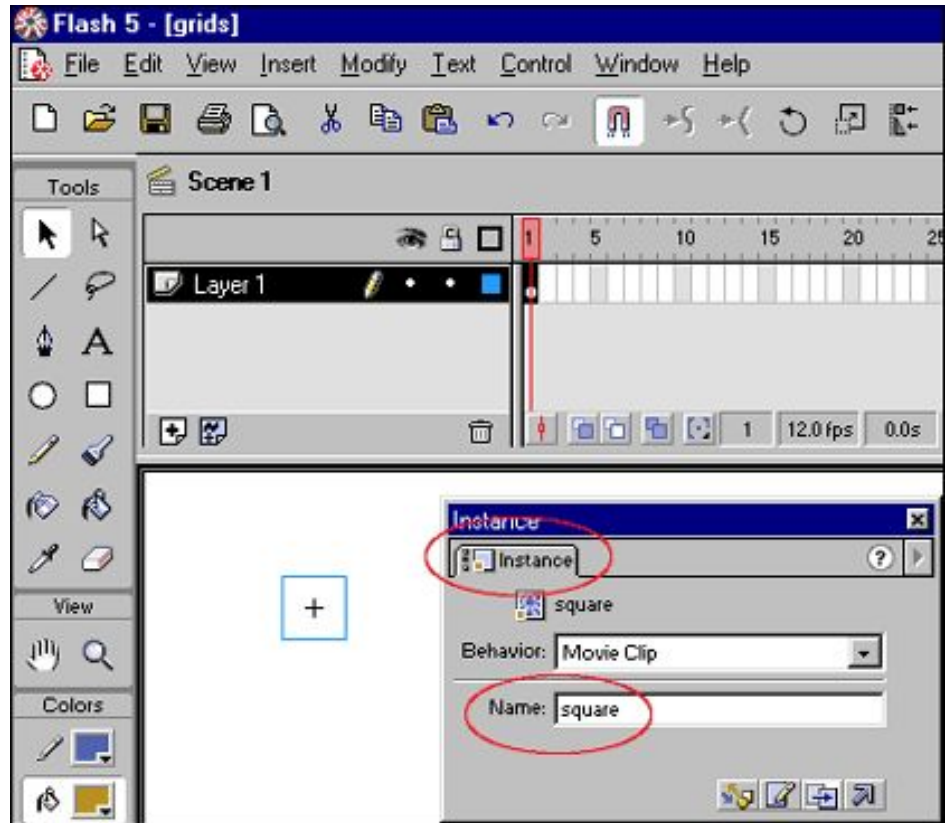 Flash 5 - [grids]
File Edit View Insert Modify Text Control Window Help
Tools
Scene 1
1 5 10 15 20 25
Layer 1
1 12.0 fps 0.0s
Instance
Instance
square
View
Behavior: Movie Clip
Colors
Name: square